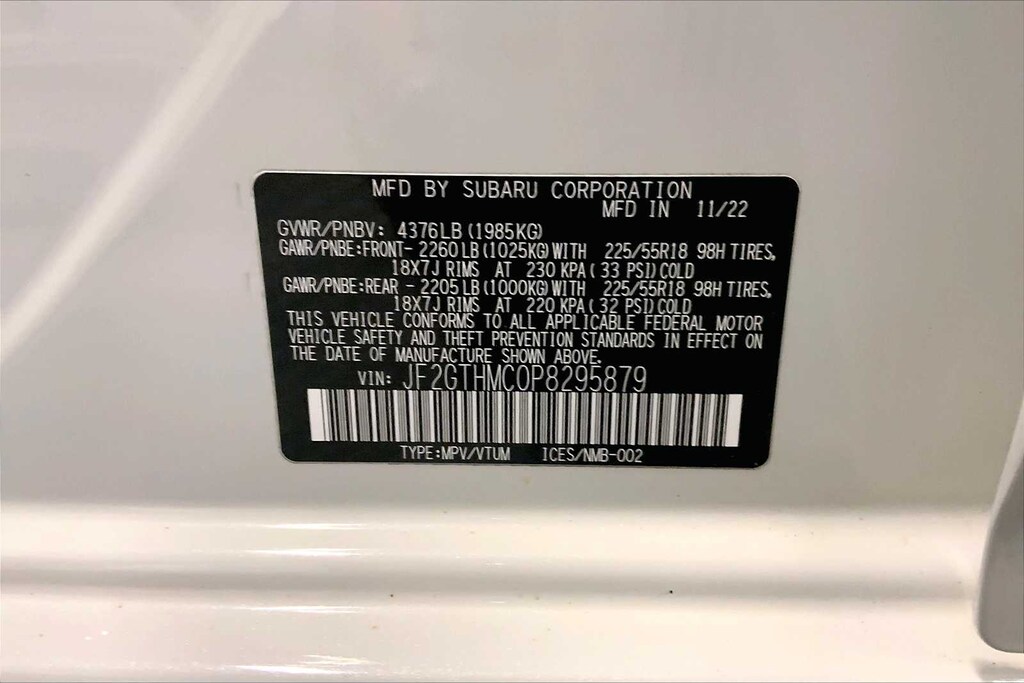 MFD BY SUBARU CORPORATION
MFD IN 11/22
GVWR/PNBV: 4376LB (1985KG)
GAWR/PNBE:FRONT- 2260LB (1025KG) WITH 225/55R18 98H TIRES,
18X7J RIMS AT 230 KPA ( 33 PSI) COLD
GAWR/PNBE:REAR - 2205LB (1000KG) WITH 225/55R18 98H TIRES,
18X7J RIMS AT 220 KPA ( 32 PSI) COLD
THIS VEHICLE CONFORMS TO ALL APPLICABLE FEDERAL MOTOR
VEHICLE SAFETY AND THEFT PREVENTION STANDARDS IN EFFECT ON
THE DATE OF MANUFACTURE SHOWN ABOVE.
VIN: JF2GTHMC0P8295879
TYPE:MPV/VTUM ICES/NMB-002